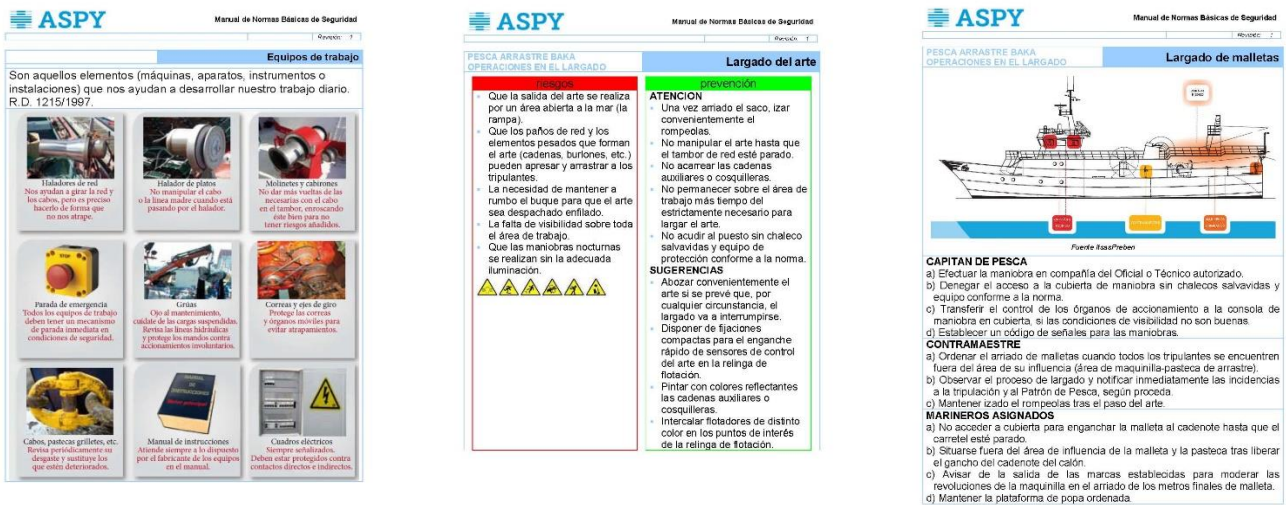 ASPY
Manual de Normas Básicas de Seguridad
Revisión: 1
Equipos de trabajo
Son aquellos elementos (máquinas, aparatos, instrumentos o
instalaciones) que nos ayudan a desarrollar nuestro trabajo diario.
R.D. 1215/1997.
Haladores de red
Nos ayudan a girar la red y
los cabos, pero es preciso
hacerlo de forma que
no nos atrape.
Halador de platos
No manipular el cabo
o la línea madre cuando está
pasando por el halador.
Molinetes y cabirones
No dar más vueltas de las
necesarias con el cabo
en el tambor, enroscando
éste bien para no
tener riesgos añadidos.
Parada de emergencia
Todos los equipos de trabajo
deben tener un mecanismo
de parada inmediata en
condiciones de seguridad.
Grúas
Ojo al mantenimiento,
cuídate de las cargas suspendidas.
Revisa las líneas hidráulicas
y protege los mandos contra
accionamientos involuntarios.
Correas y ejes de giro
Protege las correas
y órganos móviles para
evitar atrapamientos.
Cabos, pastecas grilletes, etc.
Revisa periódicamente su
desgaste y sustituye los
que estén deteriorados.
MANUAL
DE
INSTRUCCIONES
Manual de instrucciones
Atiende siempre a lo dispuesto
por el fabricante de los equipos
en el manual.
Cuadros eléctricos
Siempre señalizados.
Deben estar protegidos contra
contactos directos e indirectos.
ASPY
Manual de Normas Básicas de Seguridad
Revisión: 1
PESCA ARRASTRE BAKA
OPERACIONES EN EL LARGADO
Largado del arte
riesgos
Que la salida del arte se realiza
por un área abierta a la mar (la
rampa).
Que los paños de red y los
elementos pesados que forman
el arte (cadenas, burlones, etc.)
pueden apresar y arrastrar a los
tripulantes.
La necesidad de mantener a
rumbo el buque para que el arte
sea despachado enfilado.
La falta de visibilidad sobre toda
el área de trabajo.
Que las maniobras nocturnas
se realizan sin la adecuada
iluminación.
prevención
ATENCION
Una vez arriado el saco, izar
convenientemente el
rompeolas.
No manipular el arte hasta que
el tambor de red esté parado.
No acarrear las cadenas
auxiliares o cosquilleras.
No permanecer sobre el área de
trabajo más tiempo del
estrictamente necesario para
largar el arte.
No acudir al puesto sin chaleco
salvavidas y equipo de
protección conforme a la norma.
SUGERENCIAS
Abozar convenientemente el
arte si se prevé que, por
cualquier circunstancia, el
largado va a interrumpirse.
Disponer de fijaciones
compactas para el enganche
rápido de sensores de control
del arte en la relinga de
flotación.
Pintar con colores reflectantes
las cadenas auxiliares o
cosquilleras.
Intercalar flotadores de distinto
color en los puntos de interés
de la relinga de flotación.
ASPY
Manual de Normas Básicas de Seguridad
Revisión: 1
PESCA ARRASTRE BAKA
OPERACIONES EN EL LARGADO
Largado de malletas
Fuente ItsasPreben
CAPITAN DE PESCA
a) Efectuar la maniobra en compañía del Oficial o Técnico autorizado.
b) Denegar el acceso a la cubierta de maniobra sin chalecos salvavidas y
equipo conforme a la norma.
c) Transferir el control de los órganos de accionamiento a la consola de
maniobra en cubierta, si las condiciones de visibilidad no son buenas.
d) Establecer un código de señales para las maniobras.
CONTRAMAESTRE
a) Ordenar el arriado de malletas cuando todos los tripulantes se encuentren
fuera del área de su influencia (área de maquinilla-pasteca de arrastre).
b) Observar el proceso de largado y notificar inmediatamente las incidencias
a la tripulación y al Patrón de Pesca, según proceda.
c) Mantener izado el rompeolas tras el paso del arte.
MARINEROS ASIGNADOS
a) No acceder a cubierta para enganchar la malleta al cadenote hasta que el
carretel esté parado.
b) Situarse fuera del área de influencia de la malleta y la pasteca tras liberar
el gancho del cadenote del calón.
c) Avisar de la salida de las marcas establecidas para moderar las
revoluciones de la maquinilla en el arriado de los metros finales de malleta.
d) Mantener la plataforma de popa ordenada.